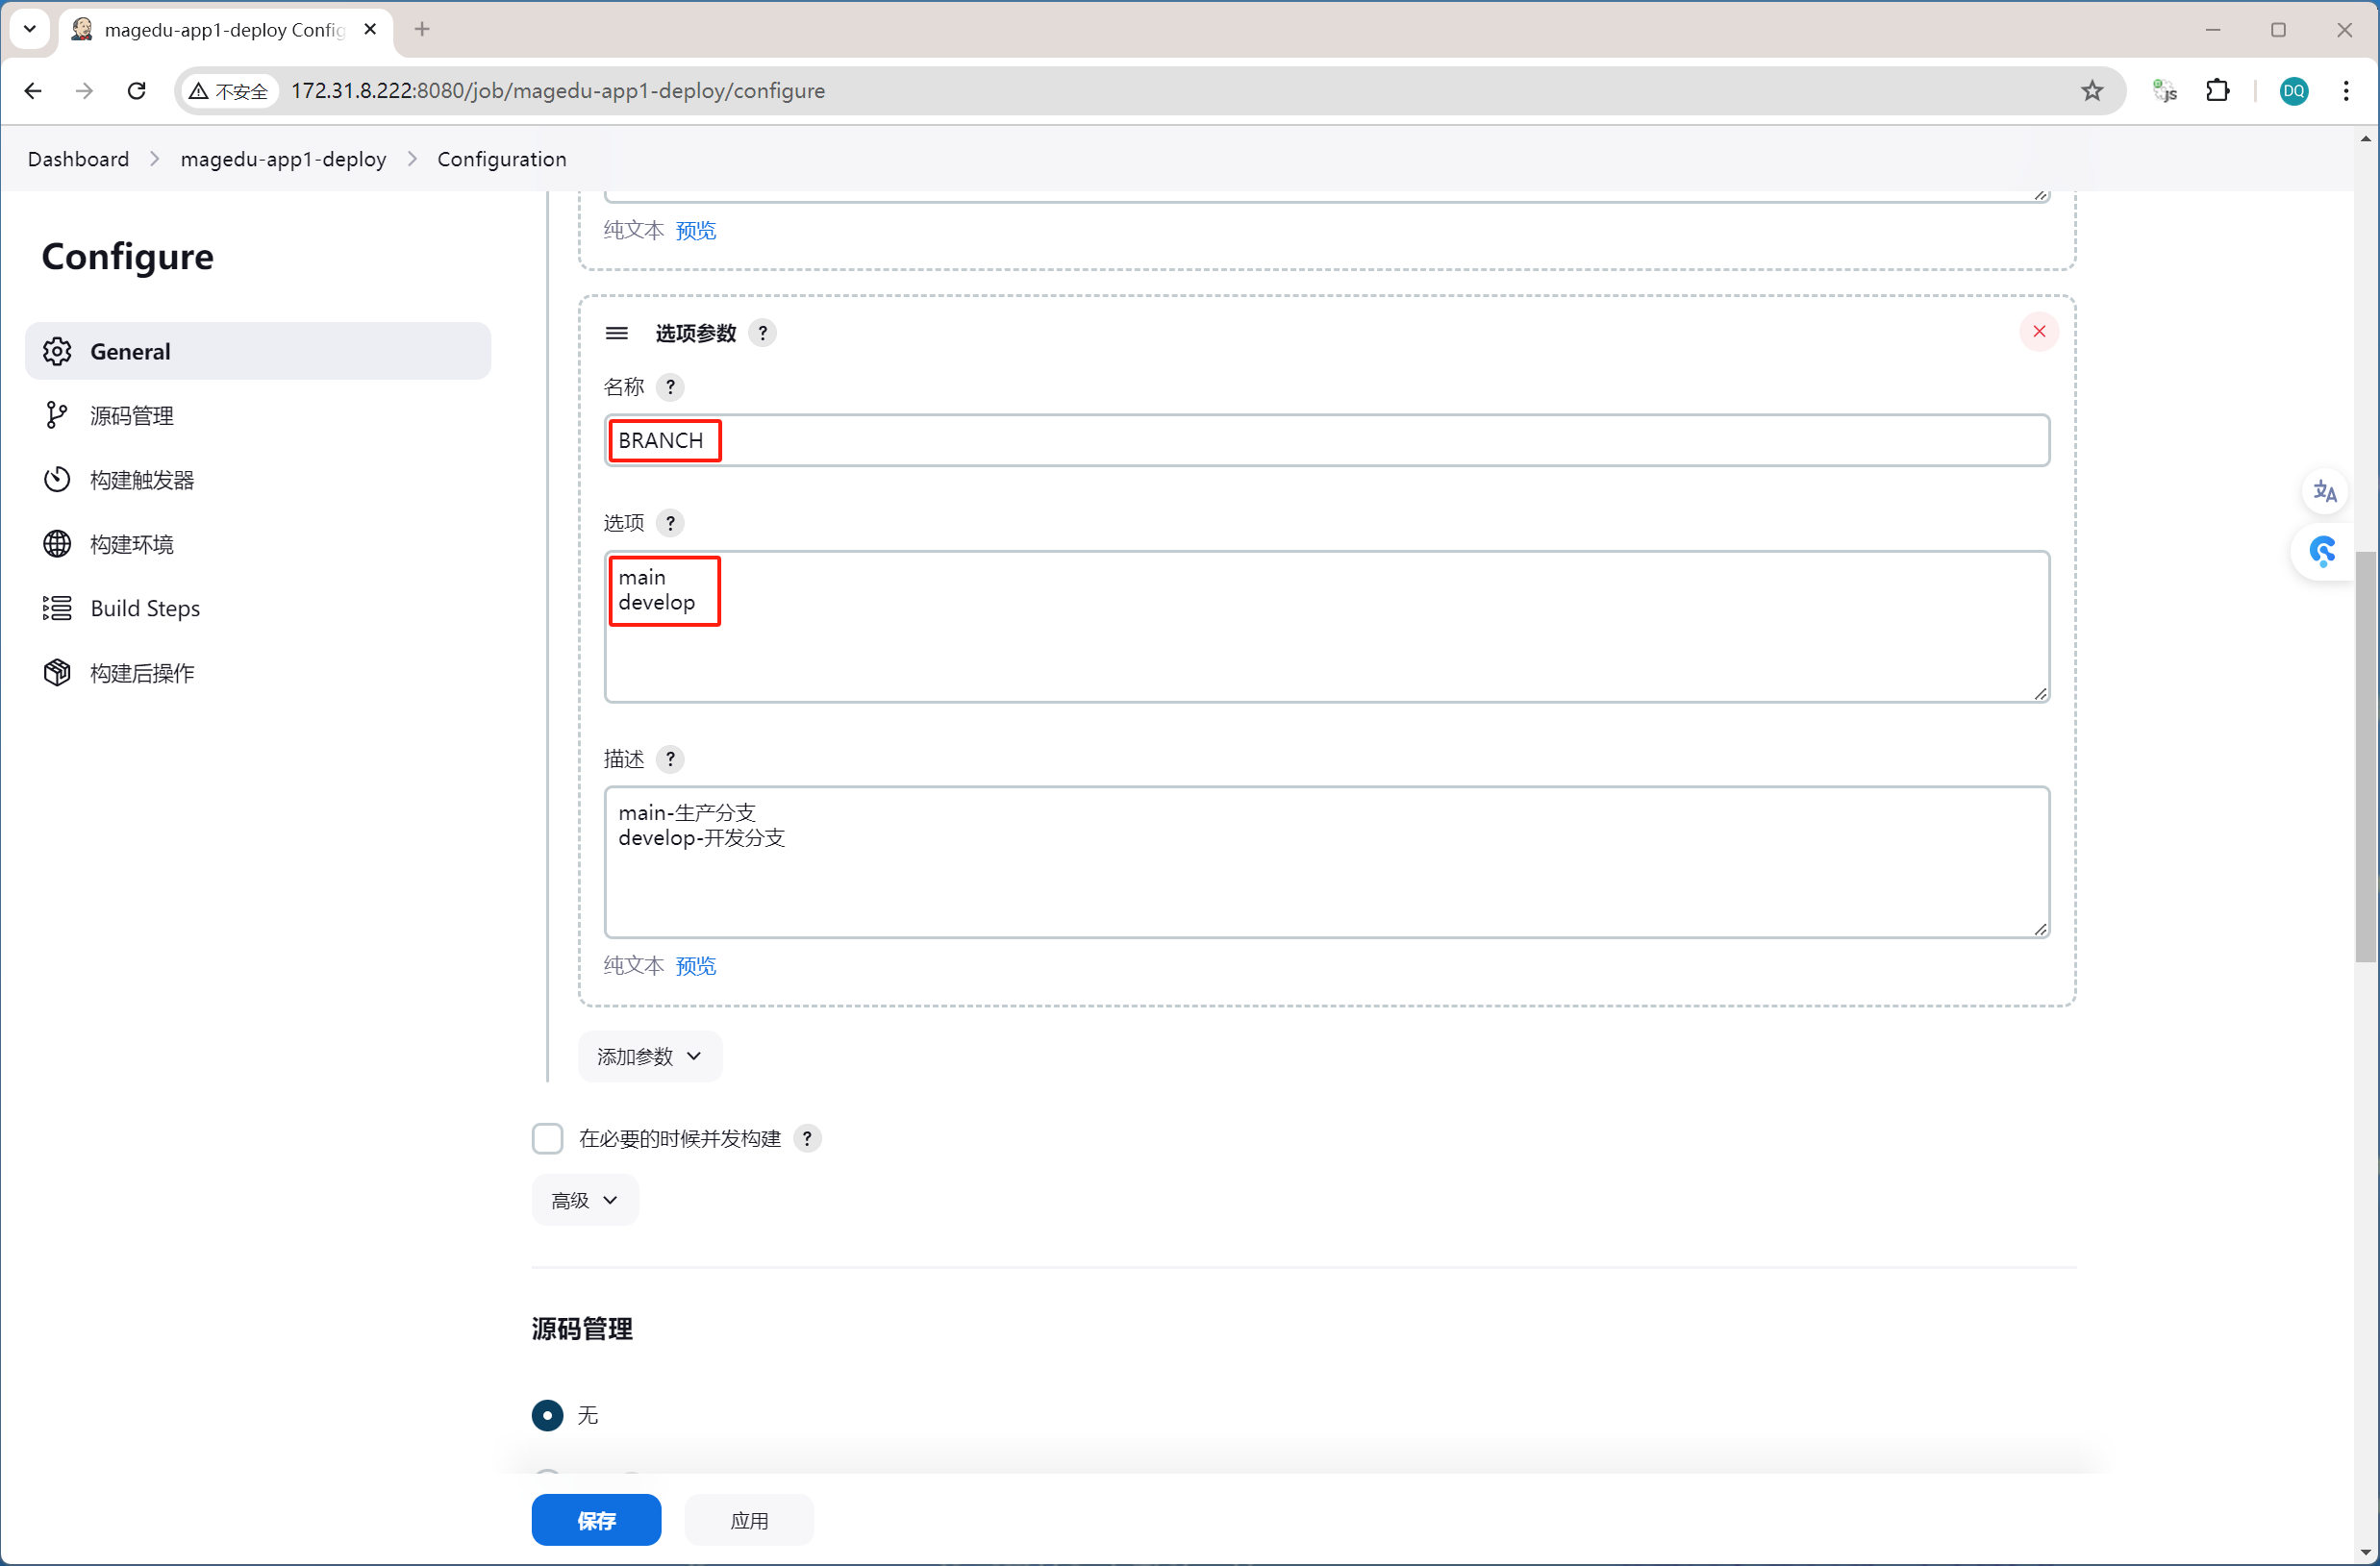 magedu-app1-deploy Config
不安全
172.31.8.222:8080/job/magedu-app1-deploy/configure
JS
DQ
Dashboard
magedu-app1-deploy
Configuration
Configure
General
源码管理
构建触发器
构建环境
Build Steps
构建后操作
纯文本 预览
选项参数 ?
名称 ?
BRANCH
选项 ?
main
develop
描述 ?
main-生产分支
develop-开发分支
纯文本 预览
添加参数
在必要的时候并发构建 ?
高级
源码管理
无
保存
应用
文A